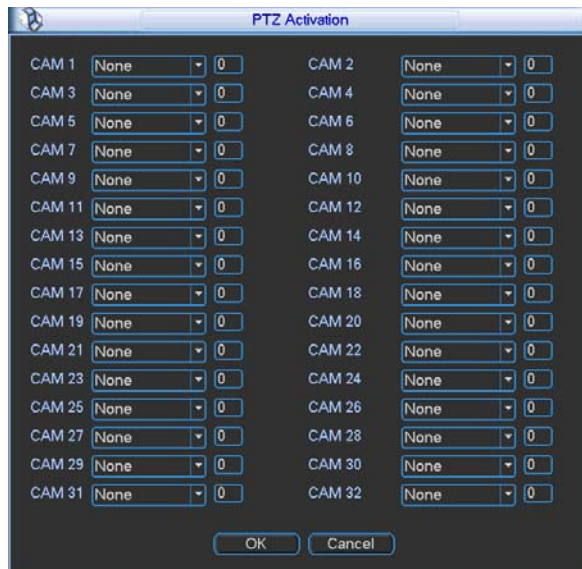 PTZ Activation
CAM 1 None 0 CAM 2 None 0
CAM 3 None 0 CAM 4 None 0
CAM 5 None 0 CAM 6 None 0
CAM 7 None 0 CAM 8 None 0
CAM 9 None 0 CAM 10 None 0
CAM 11 None 0 CAM 12 None 0
CAM 13 None 0 CAM 14 None 0
CAM 15 None 0 CAM 16 None 0
CAM 17 None 0 CAM 18 None 0
CAM 19 None 0 CAM 20 None 0
CAM 21 None 0 CAM 22 None 0
CAM 23 None 0 CAM 24 None 0
CAM 25 None 0 CAM 26 None 0
CAM 27 None 0 CAM 28 None 0
CAM 29 None 0 CAM 30 None 0
CAM 31 None 0 CAM 32 None 0
OK Cancel